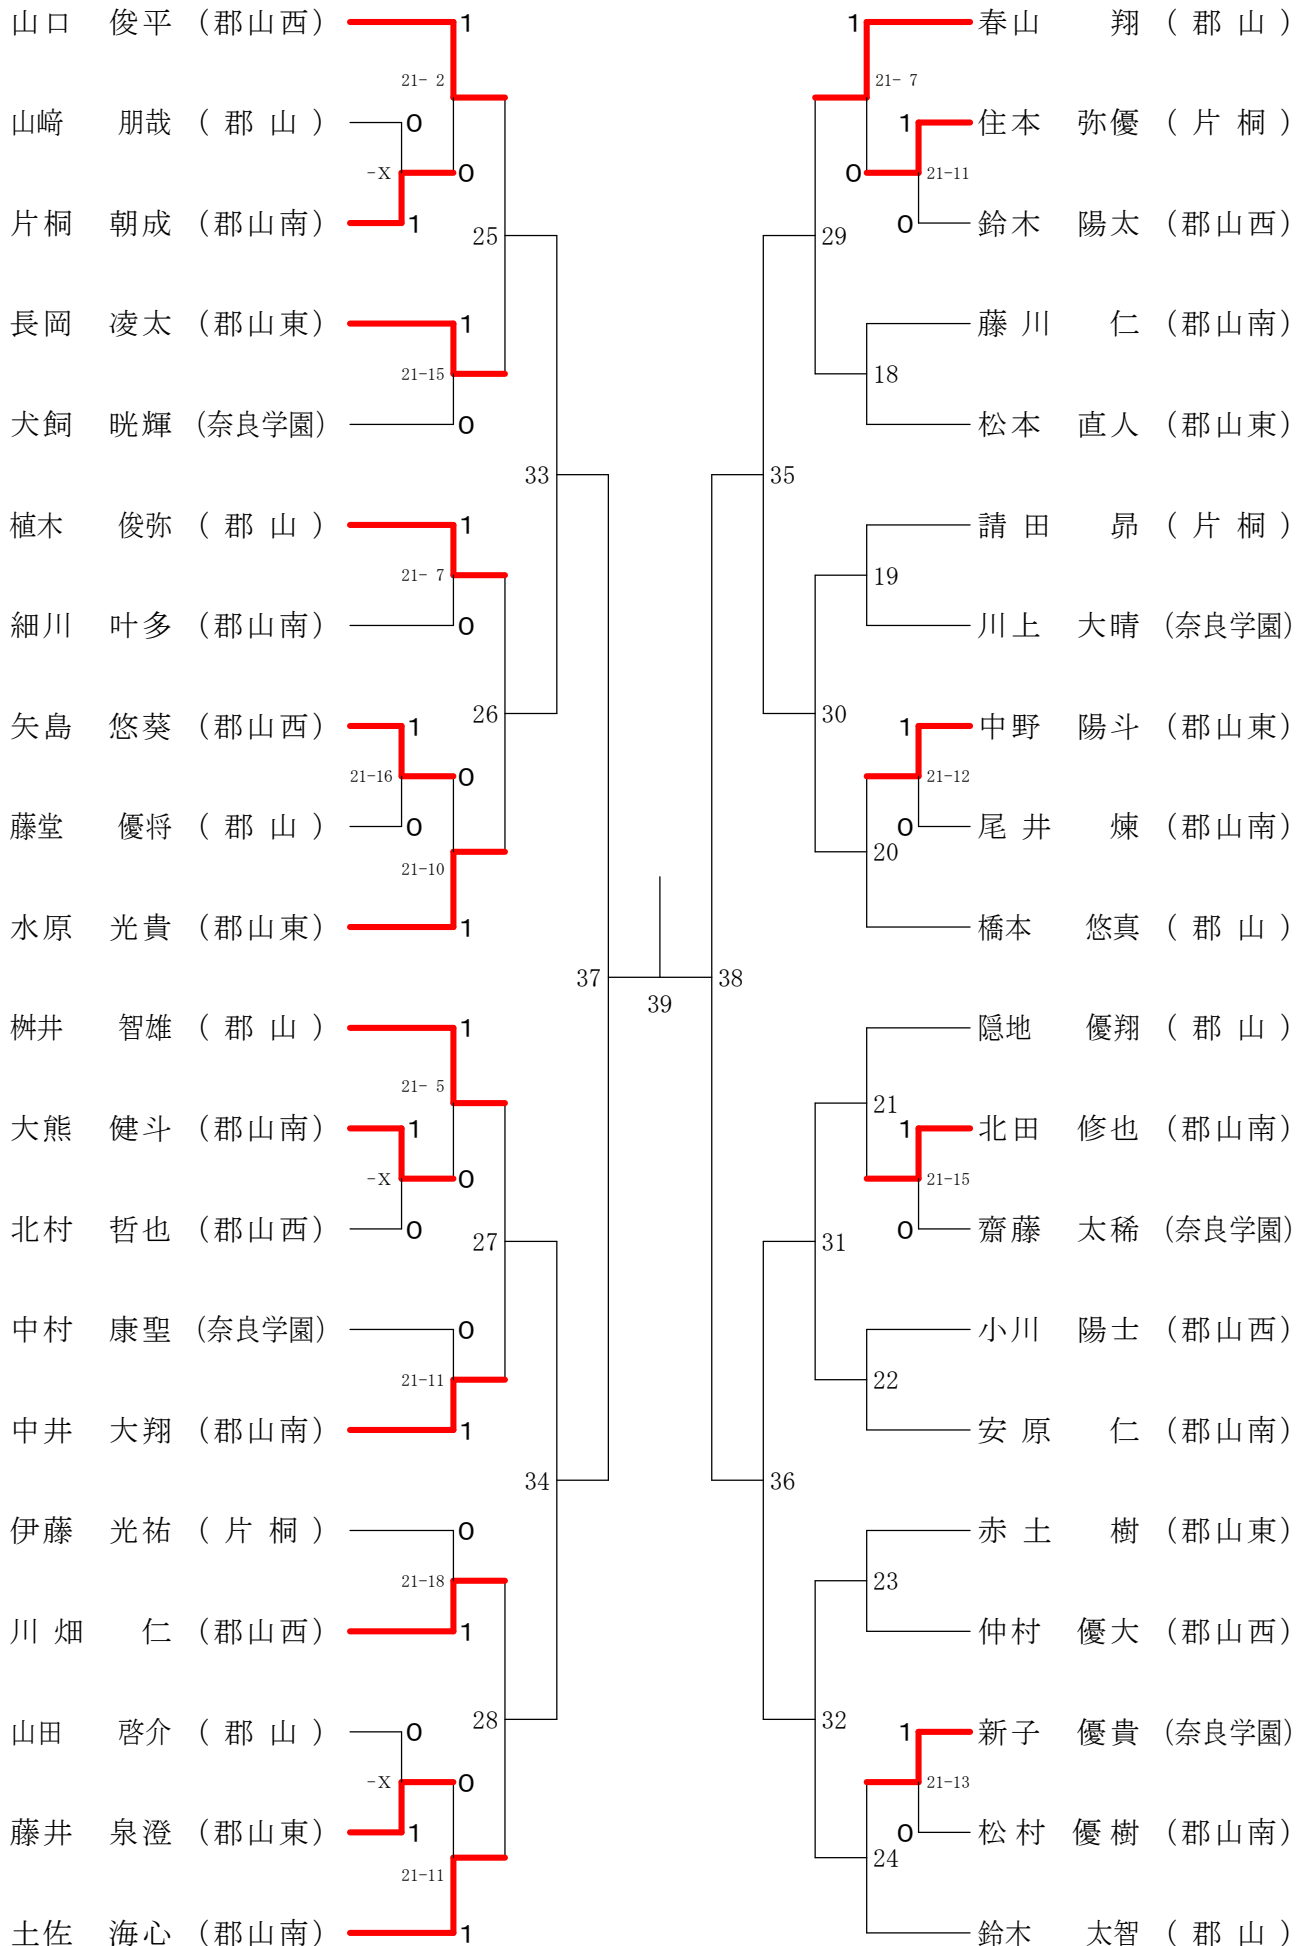 山口 俊平 (郡山西) 1
21- 2
山﨑 朋哉 ( 郡 山 ) 0
-X 0
片桐 朝成 (郡山南) 1
25
長岡 凌太 (郡山東) 1
21-15
犬飼 晄輝 (奈良学園) 0
33
植木 俊弥 ( 郡 山 ) 1
21- 7
細川 叶多 (郡山南) 0
26
矢島 悠葵 (郡山西) 1
21-16 0
藤堂 優将 ( 郡 山 ) 0
21-10
水原 光貴 (郡山東) 1
37
桝井 智雄 ( 郡 山 ) 1
21- 5
大熊 健斗 (郡山南) 1
-X 0
北村 哲也 (郡山西) 0
27
中村 康聖 (奈良学園) 0
21-11
中井 大翔 (郡山南) 1
34
伊藤 光祐 ( 片 桐 ) 0
21-18
川畑 仁 (郡山西) 1
28
山田 啓介 ( 郡 山 ) 0
-X 0
藤井 泉澄 (郡山東) 1
21-11
土佐 海心 (郡山南) 1
39
1 春山 翔 ( 郡 山 )
21- 7
1 住本 弥優 ( 片 桐 )
0 21-11
0 鈴木 陽太 (郡山西)
29
藤川 仁 (郡山南)
18
松本 直人 (郡山東)
35
請田 昴 ( 片 桐 )
19
川上 大晴 (奈良学園)
30
1 中野 陽斗 (郡山東)
21-12
0 尾井 煉 (郡山南)
20
橋本 悠真 ( 郡 山 )
38
隠地 優翔 ( 郡 山 )
21
1 北田 修也 (郡山南)
21-15
0 齋藤 太稀 (奈良学園)
31
小川 陽士 (郡山西)
22
安原 仁 (郡山南)
36
赤土 樹 (郡山東)
23
仲村 優大 (郡山西)
32
1 新子 優貴 (奈良学園)
21-13
0 松村 優樹 (郡山南)
24
鈴木 太智 ( 郡 山 )